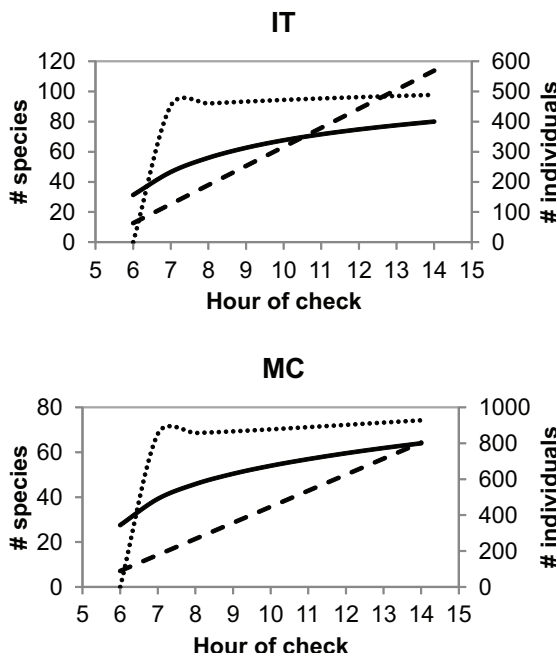 IT
120 600
100 500
80 400
60 300
40 200
20 100
0 0
# species
# individuals
5 6 7 8 9 10 11 12 13 14 15
Hour of check
MC
80 1000
60 800
40 600
20 400
0 200
0
# species
# individuals
5 6 7 8 9 10 11 12 13 14 15
Hour of check